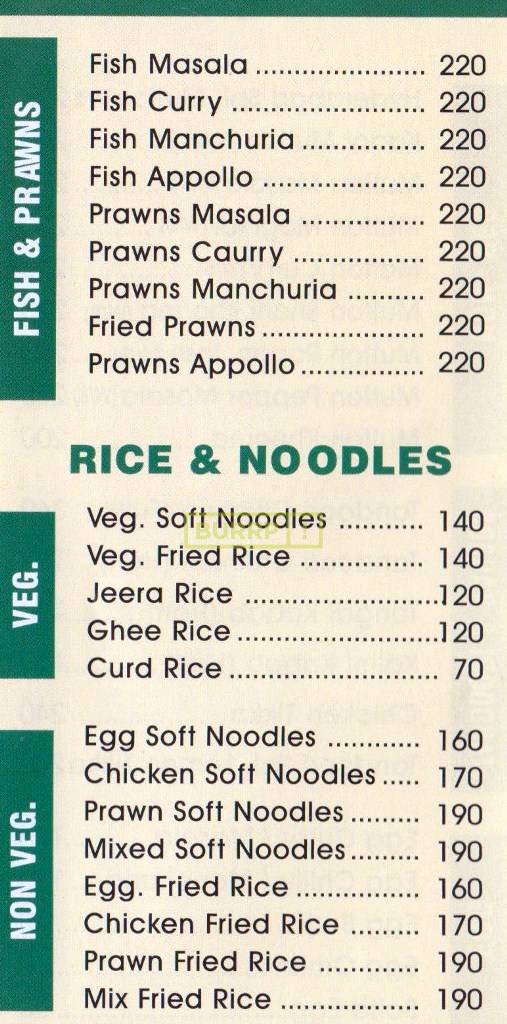 FISH & PRAWNS
Fish Masala ...................... 220
Fish Curry ......................... 220
Fish Manchuria ................ 220
Fish Appollo ..................... 220
Prawns Masala ................ 220
Prawns Caurry ................. 220
Prawns Manchuria .......... 220
Fried Prawns ..................... 220
Prawns Appollo ................ 220
RICE & NOODLES
VEG.
Veg. Soft Noodles ........... 140
BURRP!
Veg. Fried Rice ................ 140
Jeera Rice .........................120
Ghee Rice ..........................120
Curd Rice ........................... 70
NON VEG.
Egg Soft Noodles ............ 160
Chicken Soft Noodles ..... 170
Prawn Soft Noodles .......... 190
Mixed Soft Noodles ......... 190
Egg. Fried Rice ................ 160
Chicken Fried Rice ......... 170
Prawn Fried Rice ............. 190
Mix Fried Rice .................. 190